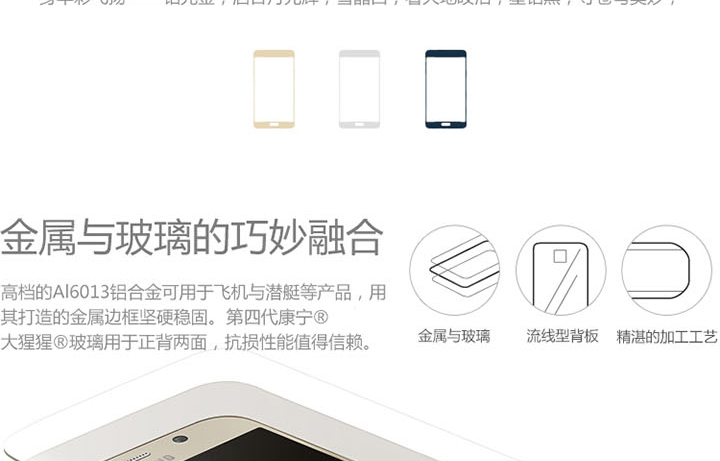 金属与玻璃的巧妙融合
高档的Al6013铝合金可用于飞机与潜艇等产品，用
其打造的金属边框坚硬稳固。第四代康宁®
大猩猩®玻璃用于正背两面，抗损性能值得信赖。
金属与玻璃
流线型背板
精湛的加工工艺